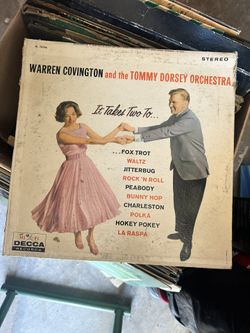 STEREO
WARREN COVINGTON and the TOMMY DORSEY ORCHESTRA
It Takes Two To...
...FOX TROT
WALTZ
JITTERBUG
ROCK 'N ROLL
PEABODY
BUNNY HOP
CHARLESTON
POLKA
HOKEY POKEY
LA RASPA
DECCA
RECORDS